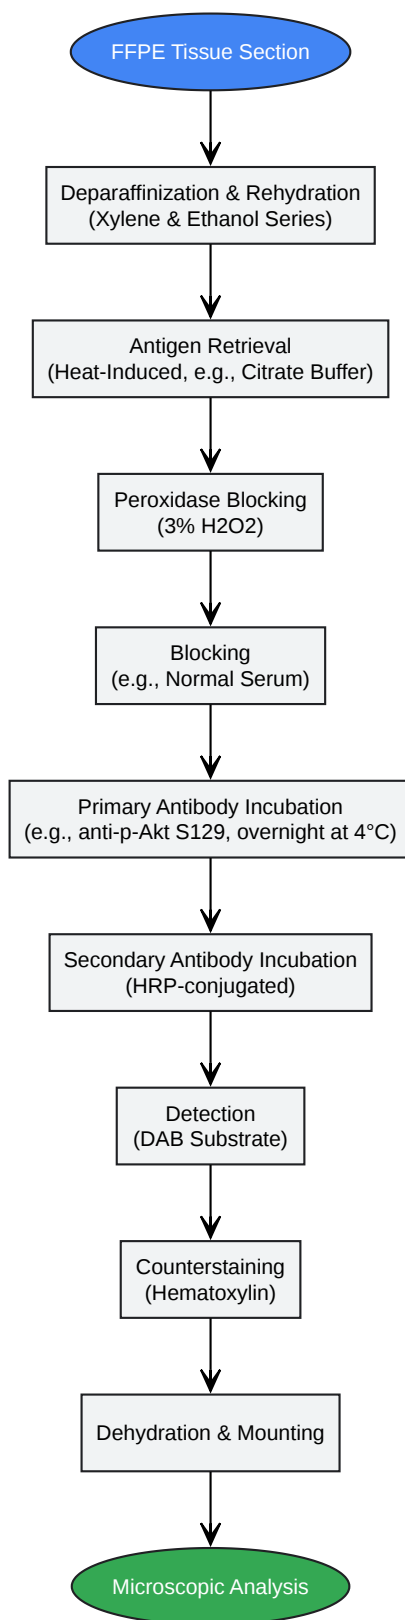 FFPE Tissue Section
Deparaffinization & Rehydration
(Xylene & Ethanol Series)
Antigen Retrieval
(Heat-Induced, e.g., Citrate Buffer)
Peroxidase Blocking
(3% H2O2)
Blocking
(e.g., Normal Serum)
Primary Antibody Incubation
(e.g., anti-p-Akt S129, overnight at 4°C)
Secondary Antibody Incubation
(HRP-conjugated)
Detection
(DAB Substrate)
Counterstaining
(Hematoxylin)
Dehydration & Mounting
Microscopic Analysis